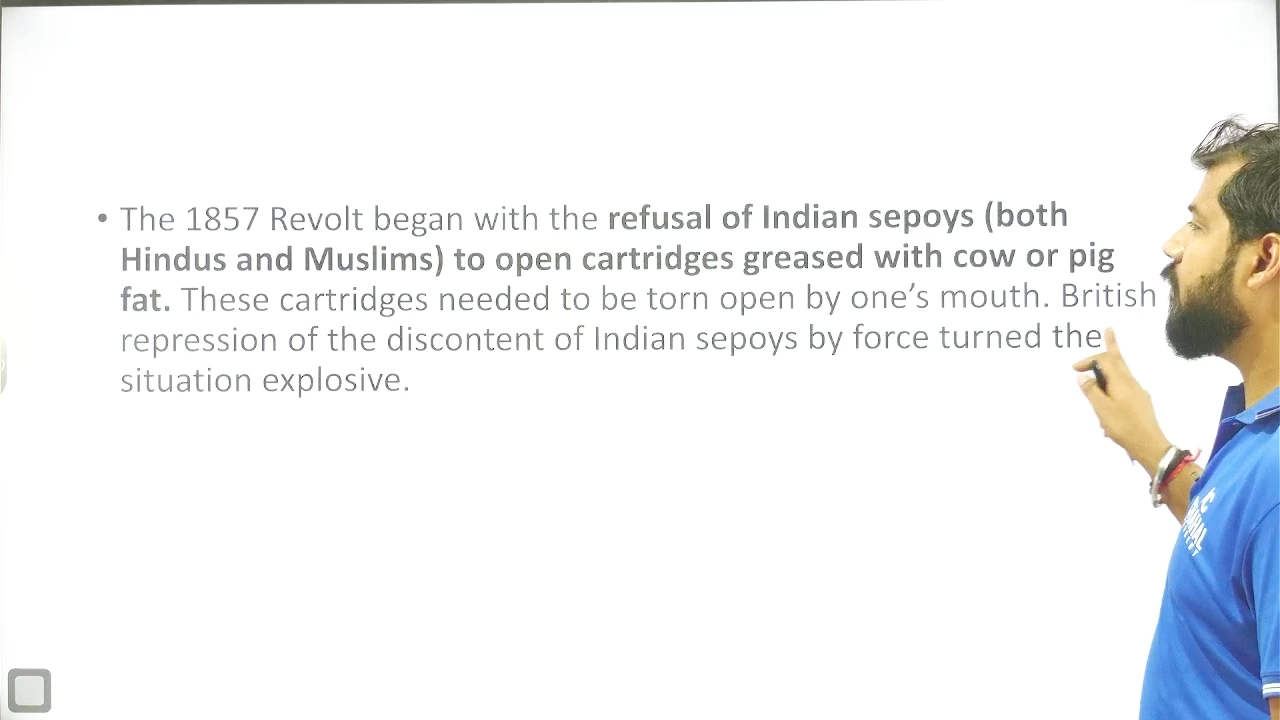 • The 1857 Revolt began with the refusal of Indian sepoys (both
Hindus and Muslims) to open cartridges greased with cow or pig
fat. These cartridges needed to be torn open by one’s mouth. British
repression of the discontent of Indian sepoys by force turned the
situation explosive.